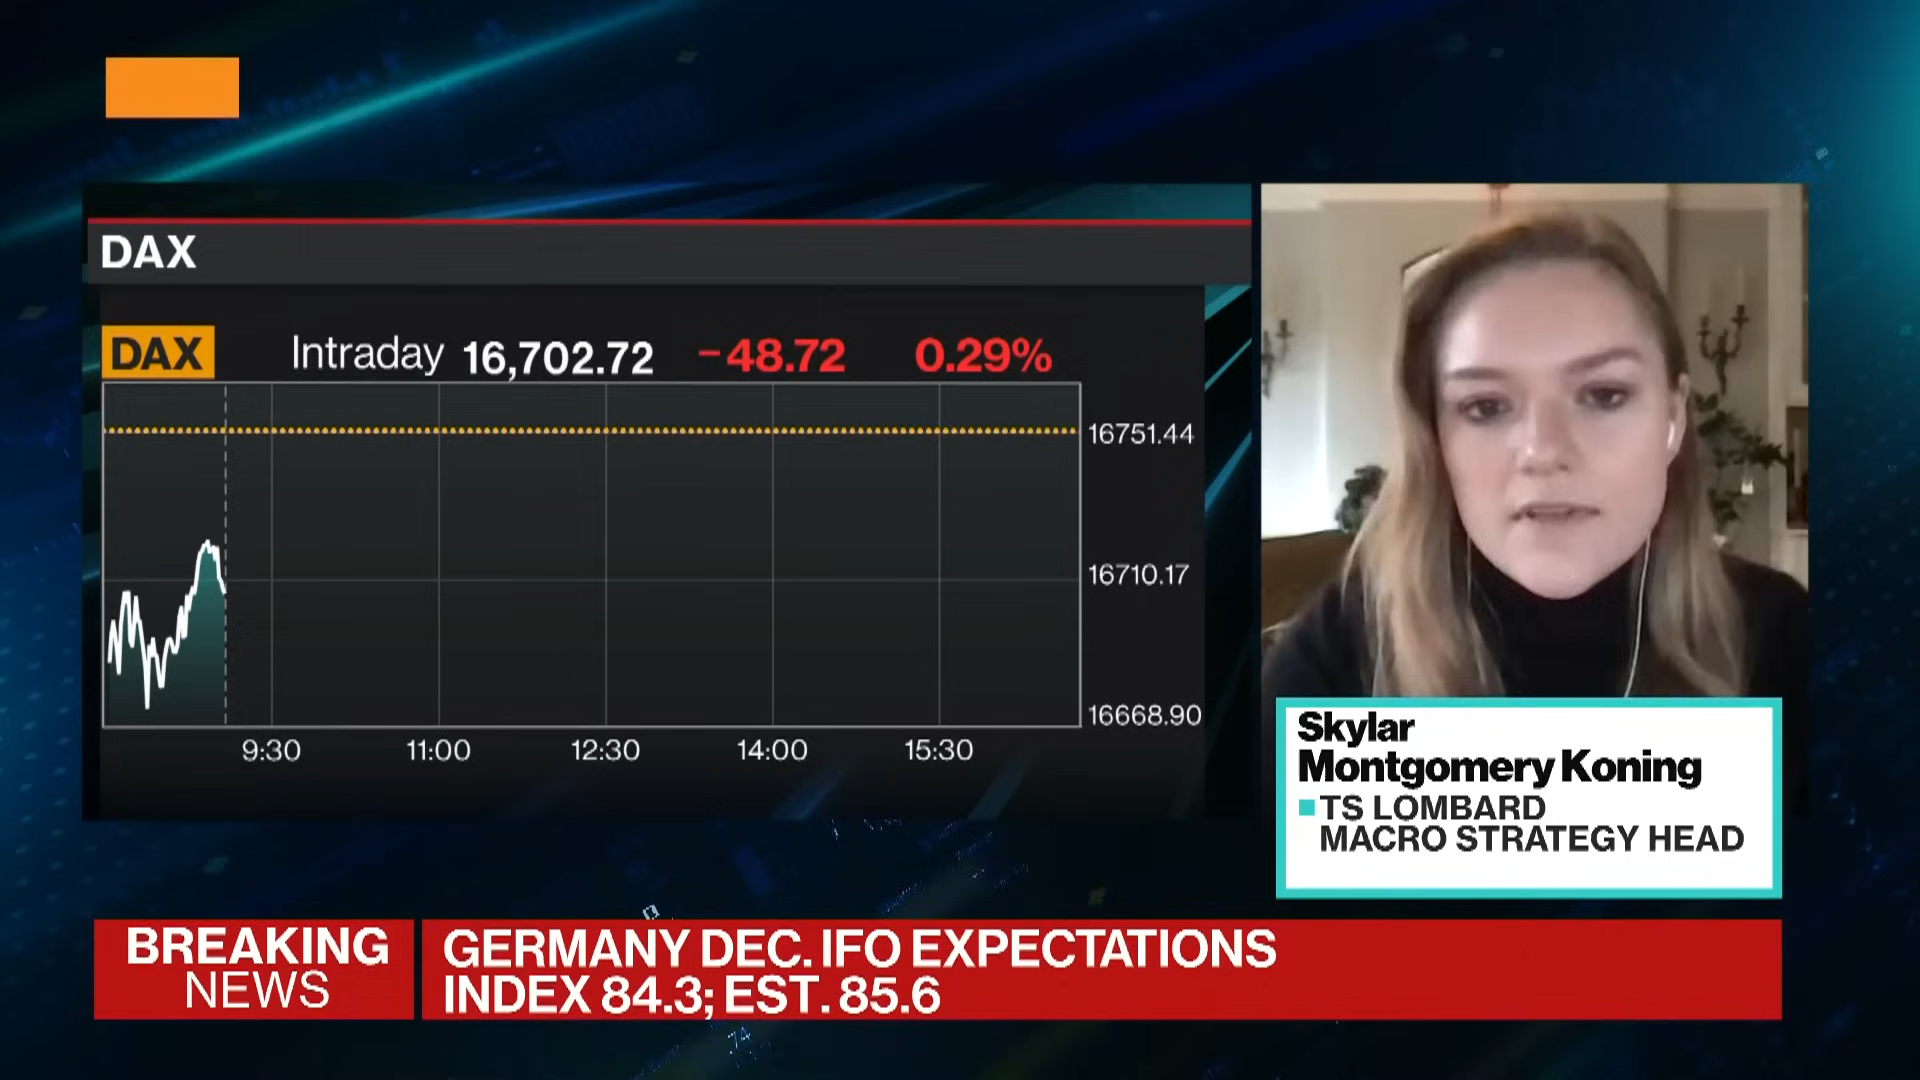 DAX
DAX Intraday 16,702.72 -48.72 0.29%
16751.44
16710.17
16668.90
9:30 11:00 12:30 14:00 15:30
Skylar
Montgomery Koning
TS LOMBARD
MACRO STRATEGY HEAD
BREAKING
NEWS
GERMANY DEC. IFO EXPECTATIONS
INDEX 84.3; EST. 85.6